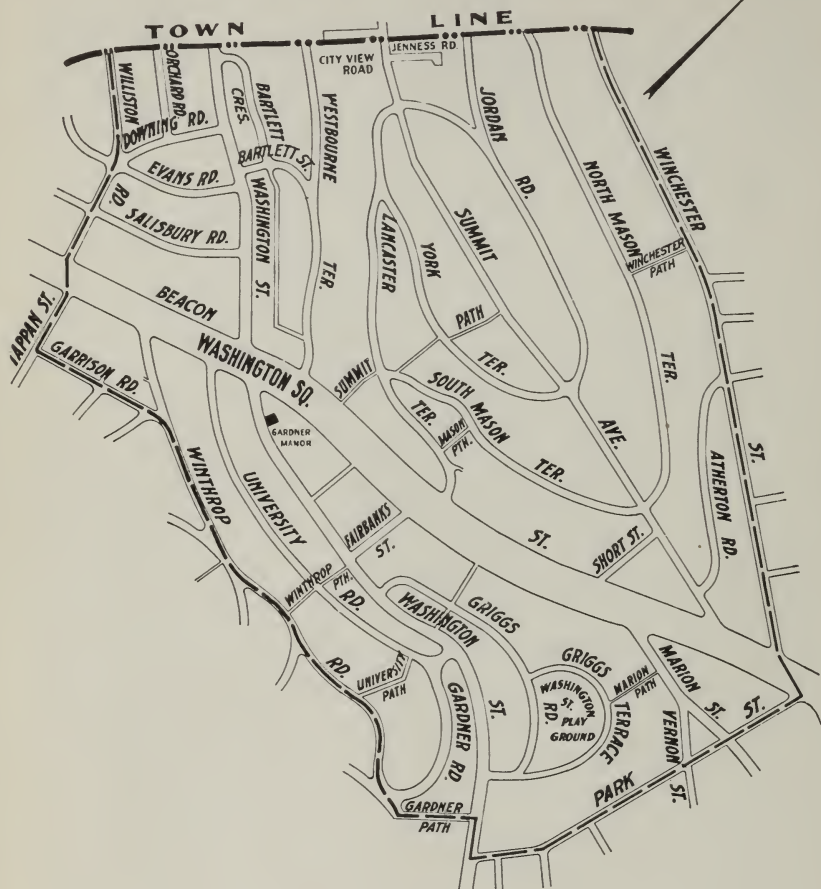 TOWN LINE
CITY VIEW
ROAD
JENNESS RD.
WILLISTON
RD.
ORCHARD RD.
DOWNING RD.
BARTLETT
CRES.
BARTLETT ST.
EVANS RD.
SALISBURY RD.
WASHINGTON ST.
WESTBOURNE
TER.
LANCASTER
TER.
YORK
TER.
SUMMIT
AVE.
JORDAN
RD.
NORTH MASON
TER.
WINCHESTER
ST.
WINCHESTER
PATH
SUMMIT
PATH
SOUTH MASON
TER.
MASON
PTH.
ATHERTON RD.
BEACON
ST.
WASHINGTON SQ.
TAPPAN ST.
GARRISON RD.
GARDNER
MANOR
WINTHROP
RD.
UNIVERSITY
RD.
FAIRBANKS
ST.
SHORT ST.
WINTHROP
PTH.
WASHINGTON
ST.
GRIGGS
RD.
GRIGGS
TERRACE
WASHINGTON
ST.
PLAY
GROUND
MARION
PATH
MARION
ST.
VERNON
ST.
PARK
ST.
UNIVERSITY
PATH
GARDNER RD.
GARDNER
PATH